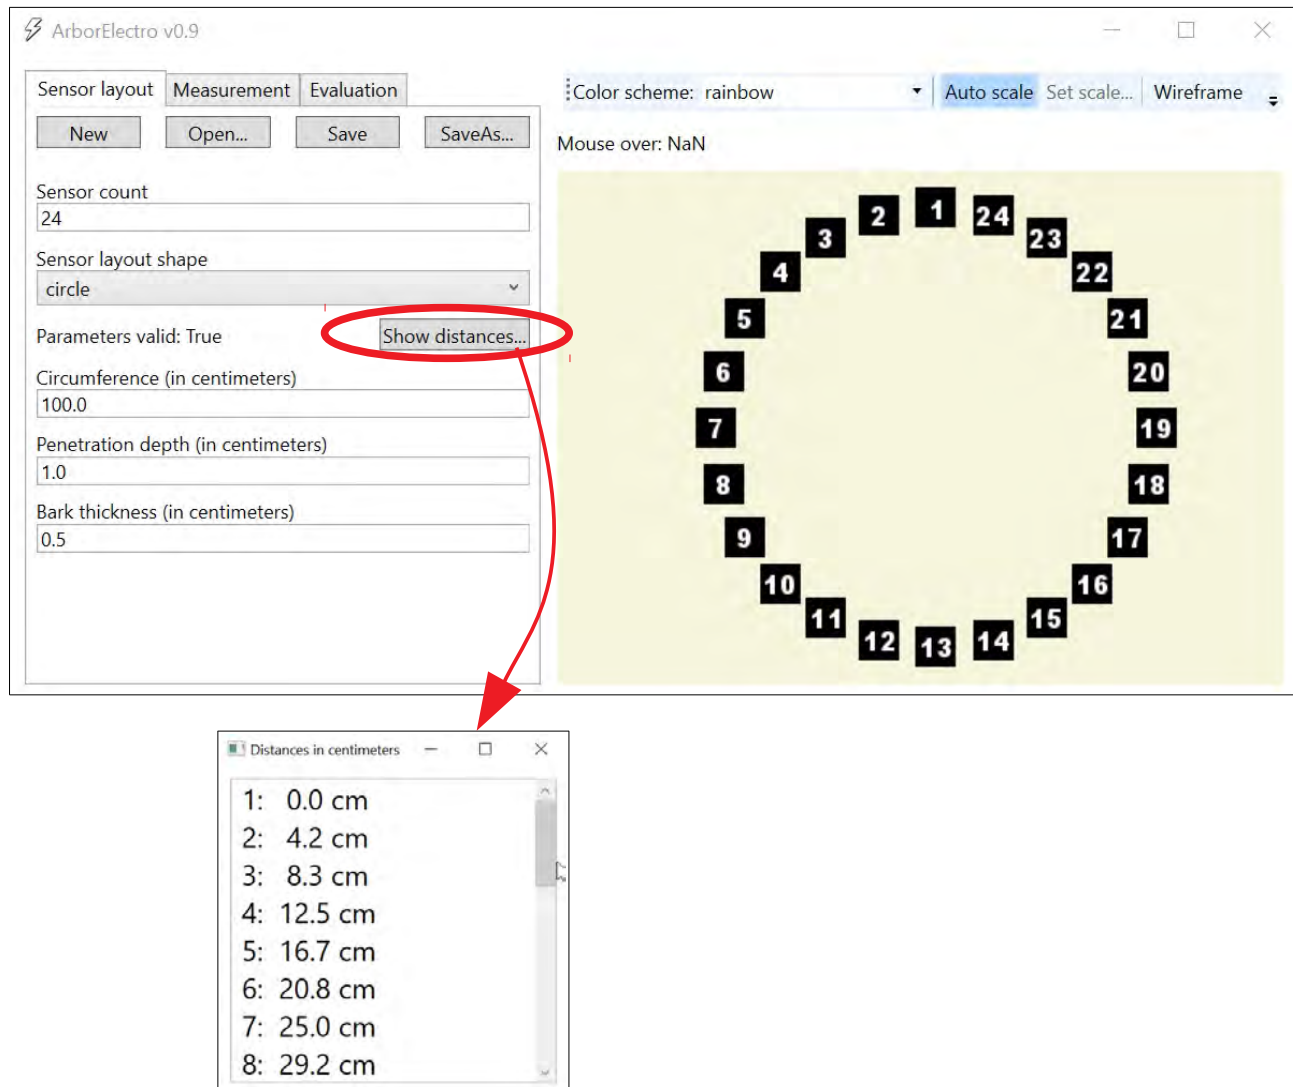 ArborElectro v0.9
Sensor layout Measurement Evaluation
New Open... Save SaveAs...
Sensor count
24
Sensor layout shape
circle
Parameters valid: True Show distances...
Circumference (in centimeters)
100.0
Penetration depth (in centimeters)
1.0
Bark thickness (in centimeters)
0.5
Color scheme: rainbow Auto scale Set scale... Wireframe
Mouse over: NaN
1
2 24
3 23
4 22
5 21
6 20
7 19
8 18
9 17
10 16
11 15
12 13 14
Distances in centimeters
1: 0.0 cm
2: 4.2 cm
3: 8.3 cm
4: 12.5 cm
5: 16.7 cm
6: 20.8 cm
7: 25.0 cm
8: 29.2 cm